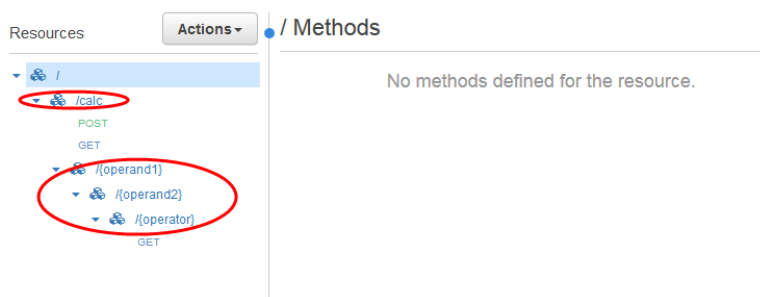 Resources
Actions
/ Methods
/
No methods defined for the resource.
/calc
POST
GET
/{operand1}
/{operand2}
/{operator}
GET